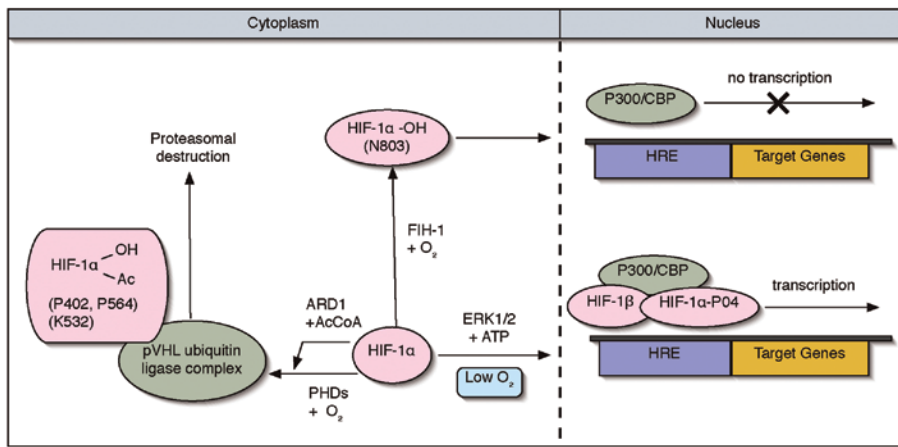 Cytoplasm
Nucleus
Proteasomal
destruction
HIF-1α
OH
Ac
(P402, P564)
(K532)
pVHL ubiquitin
ligase complex
HIF-1α -OH
(N803)
FIH-1
+ O₂
ARD1
+AcCoA
HIF-1α
PHDs
+ O₂
ERK1/2
+ ATP
Low O₂
P300/CBP
no transcription
HRE
Target Genes
P300/CBP
HIF-1β
HIF-1α-P04
transcription
HRE
Target Genes